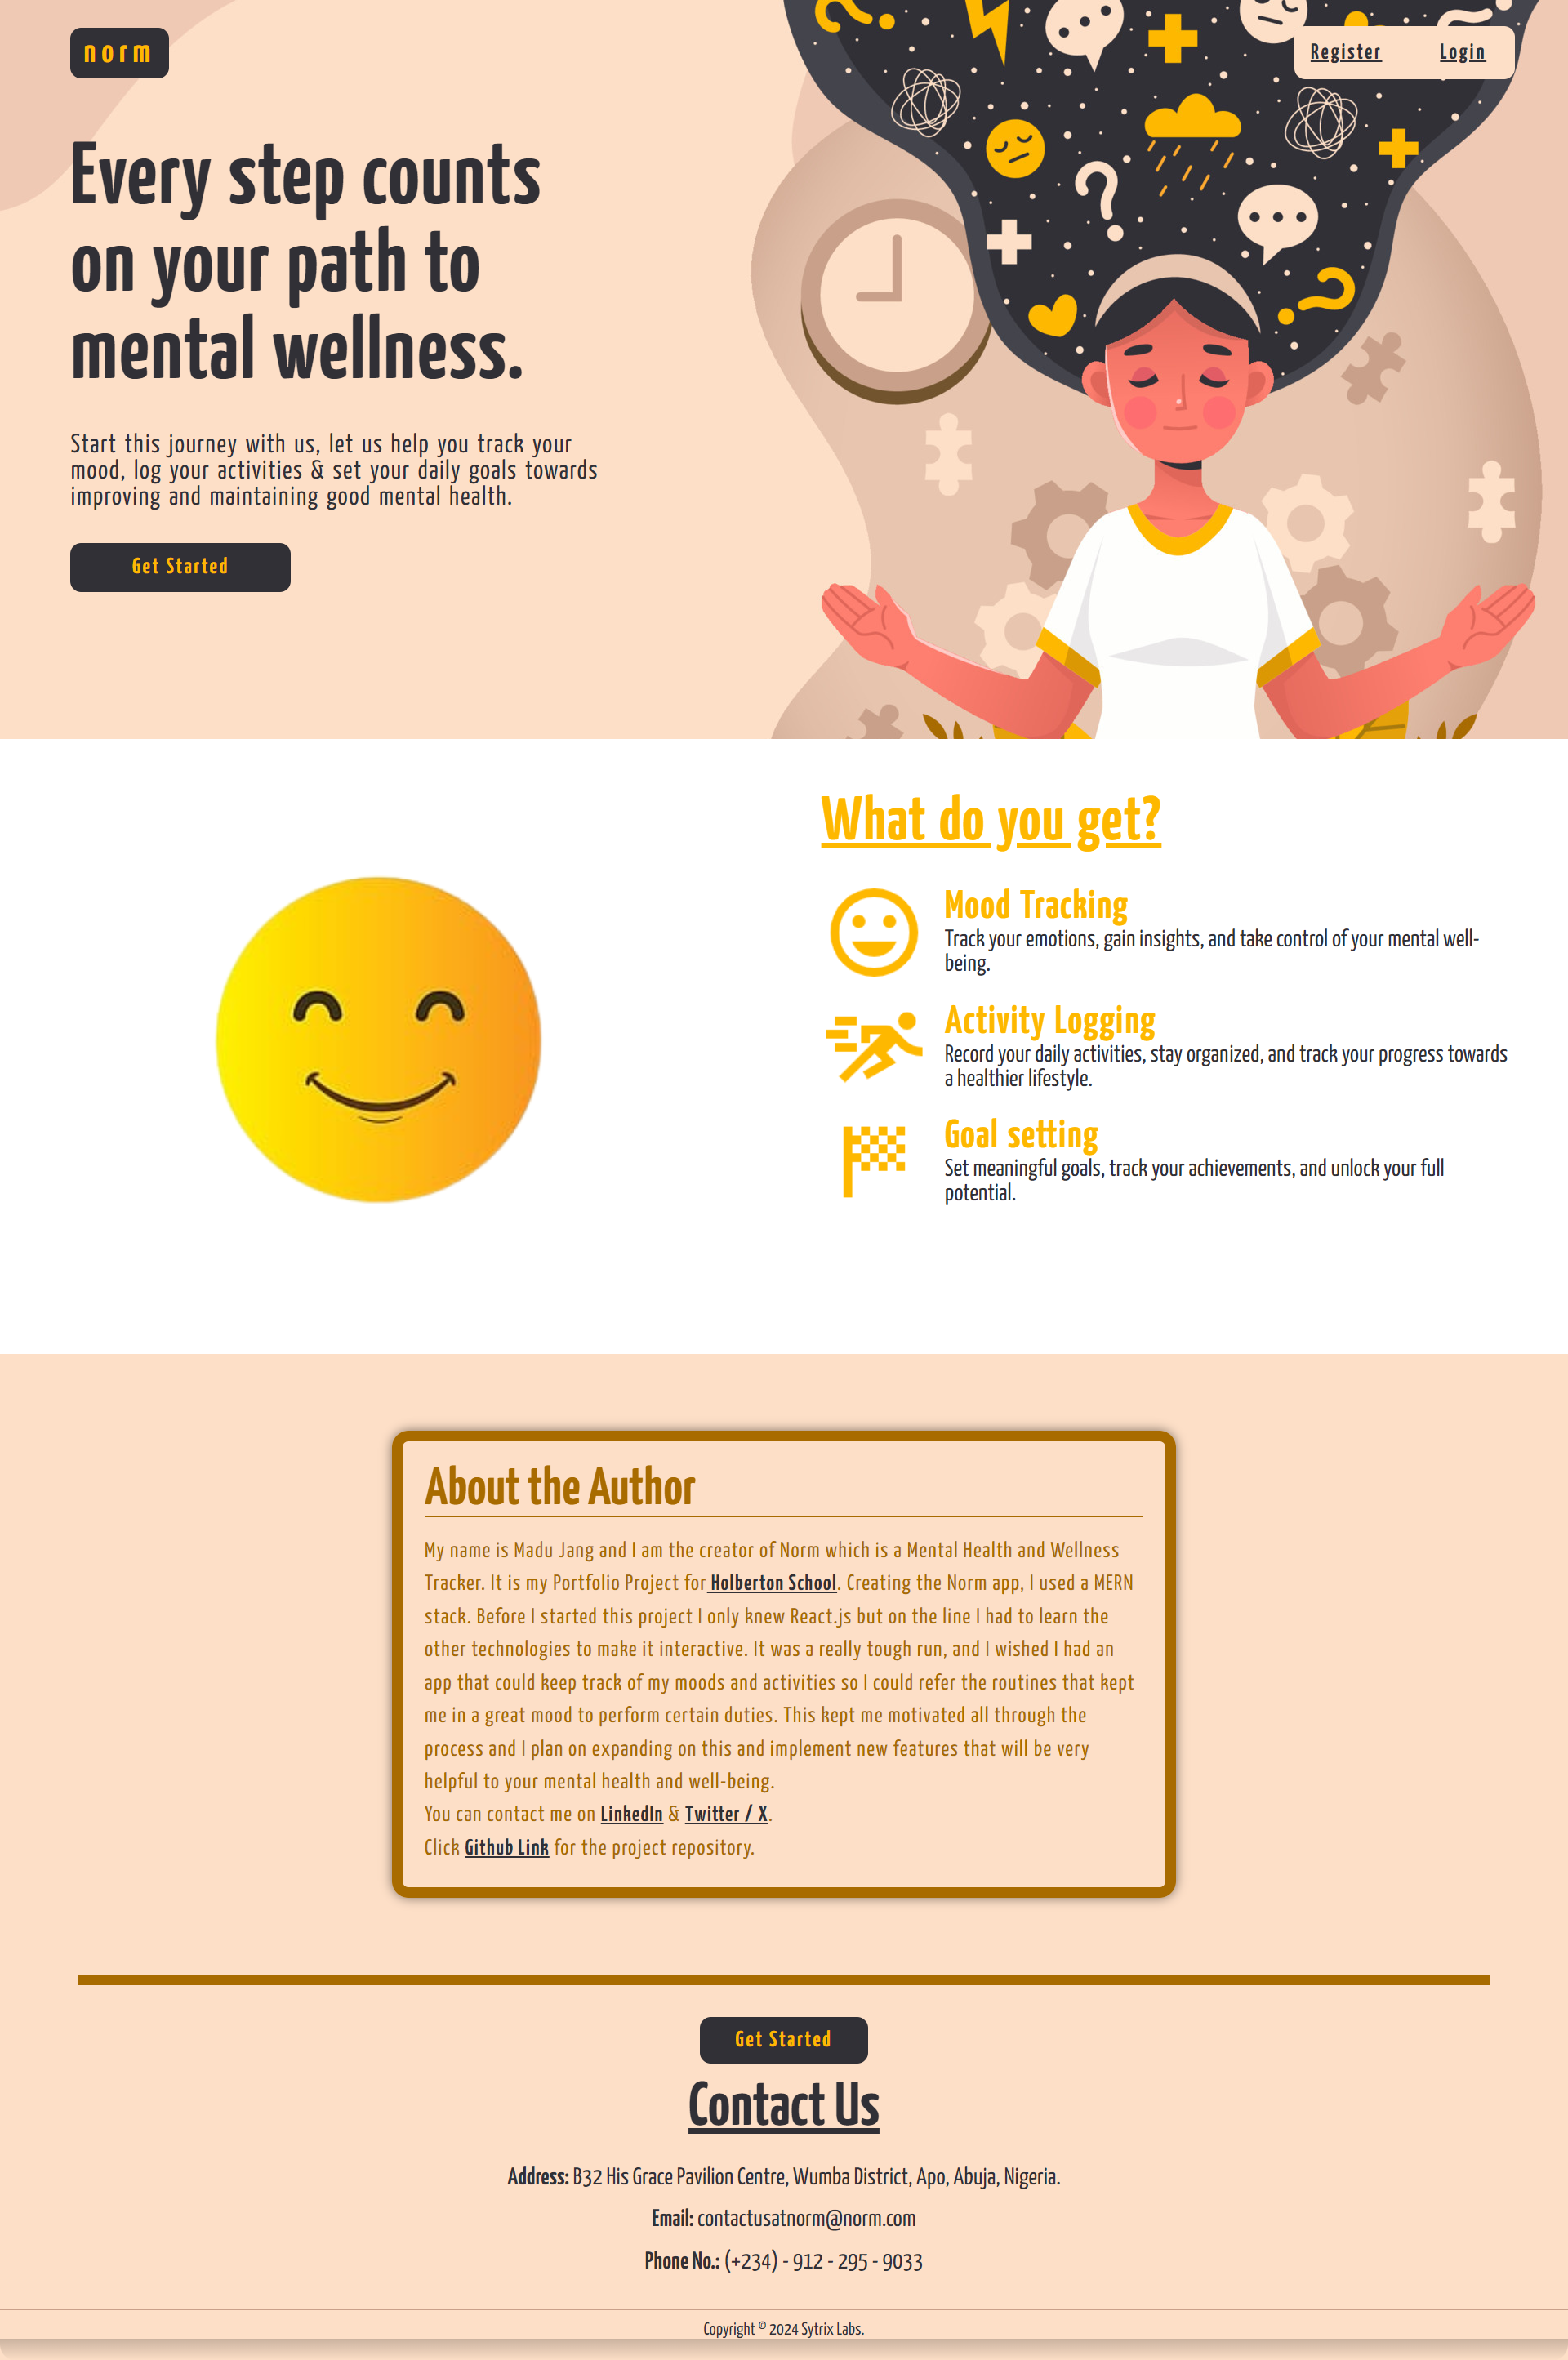 norm
Register Login
Every step counts
on your path to
mental wellness.
Start this journey with us, let us help you track your
mood, log your activities & set your daily goals towards
improving and maintaining good mental health.
Get Started
What do you get?
Mood Tracking
Track your emotions, gain insights, and take control of your mental well-
being.
Activity Logging
Record your daily activities, stay organized, and track your progress towards
a healthier lifestyle.
Goal setting
Set meaningful goals, track your achievements, and unlock your full
potential.
About the Author
My name is Madu Jang and I am the creator of Norm which is a Mental Health and Wellness
Tracker. It is my Portfolio Project for Holberton School. Creating the Norm app, I used a MERN
stack. Before I started this project I only knew React.js but on the line I had to learn the
other technologies to make it interactive. It was a really tough run, and I wished I had an
app that could keep track of my moods and activities so I could refer the routines that kept
me in a great mood to perform certain duties. This kept me motivated all through the
process and I plan on expanding on this and implement new features that will be very
helpful to your mental health and well-being.
You can contact me on LinkedIn & Twitter / X.
Click Github Link for the project repository.
Get Started
Contact Us
Address: B32 His Grace Pavilion Centre, Wumba District, Apo, Abuja, Nigeria.
Email: contactusatnorm@norm.com
Phone No.: (+234) - 912 - 295 - 9033
Copyright © 2024 Sytrix Labs.